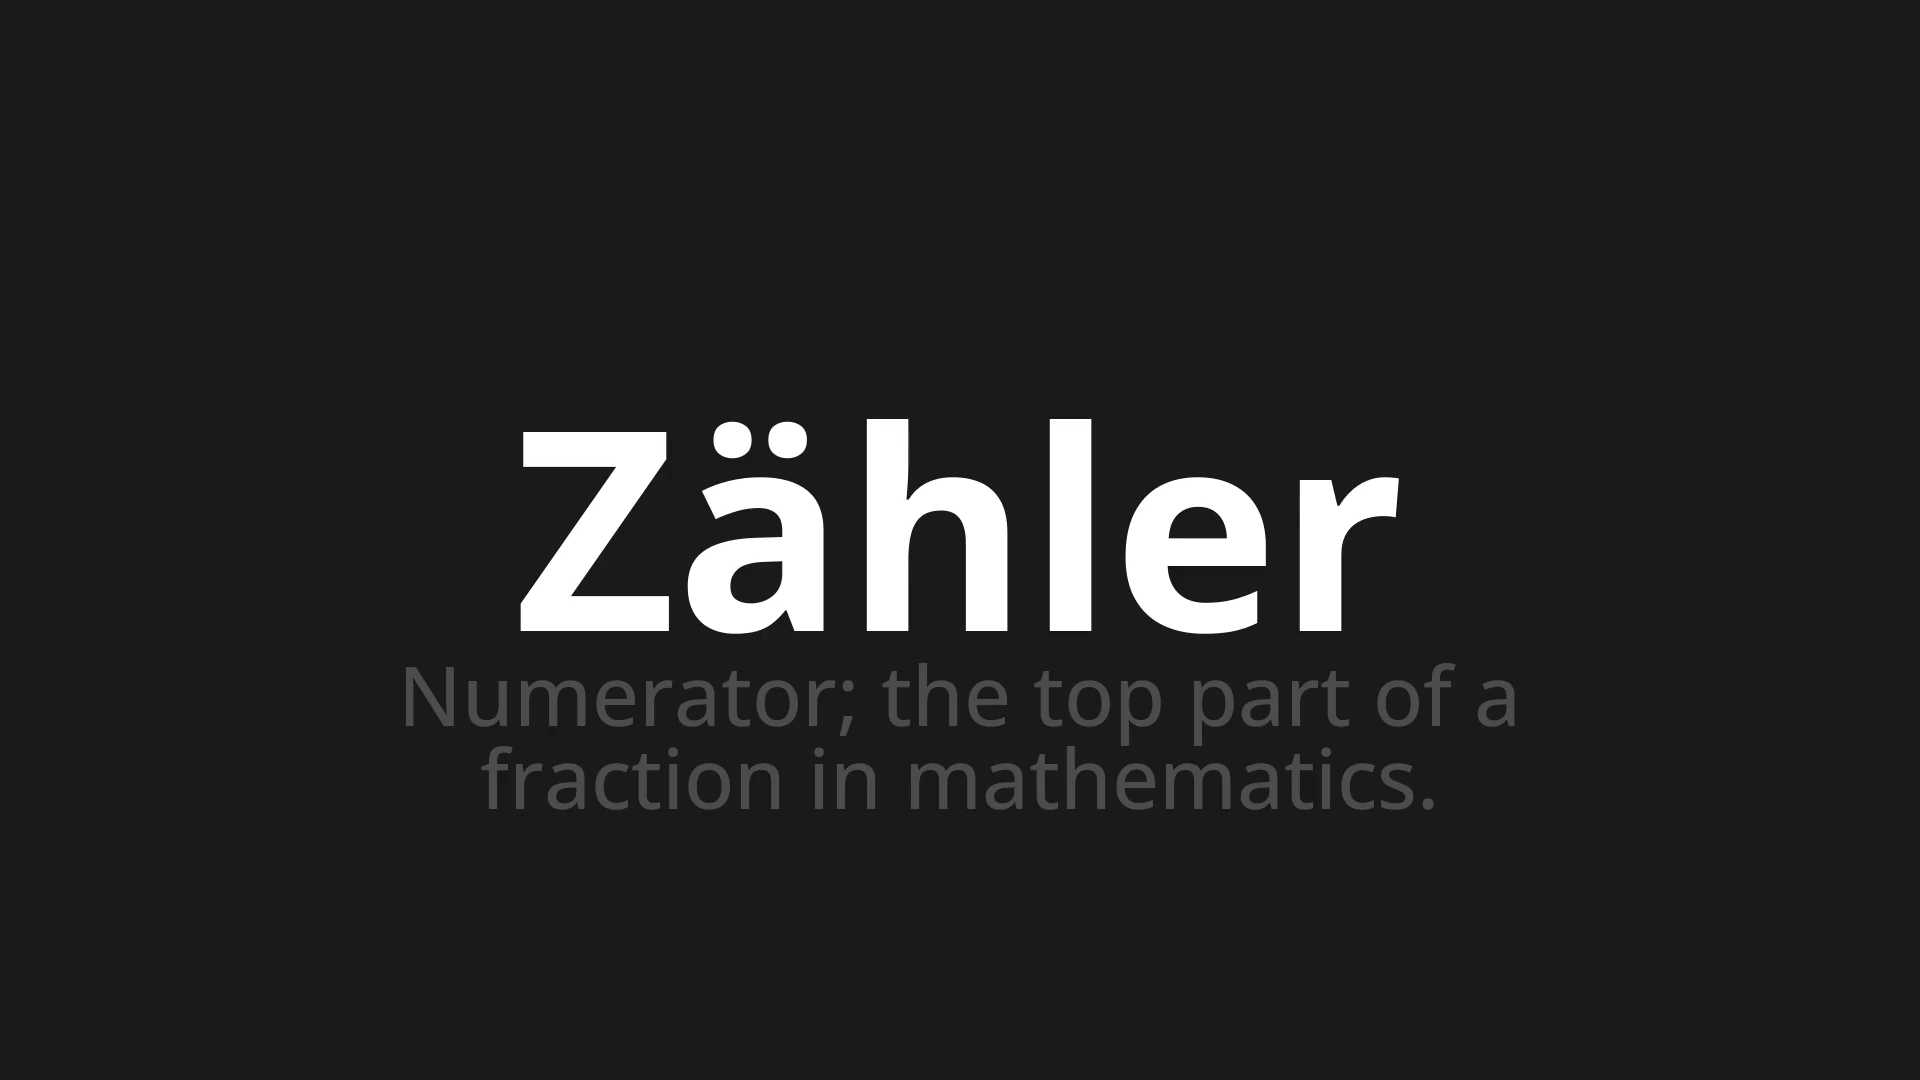 Zähler
Numerator; the top part of a
fraction in mathematics.